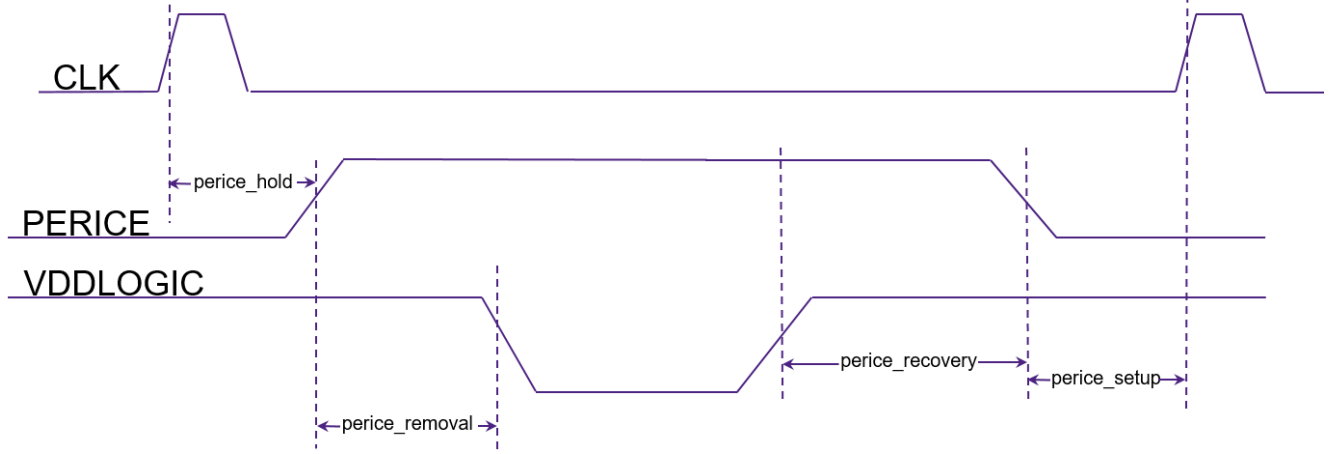 CLK
perice_hold
PERICE
VDDLOGIC
perice_recovery
perice_setup
perice_removal